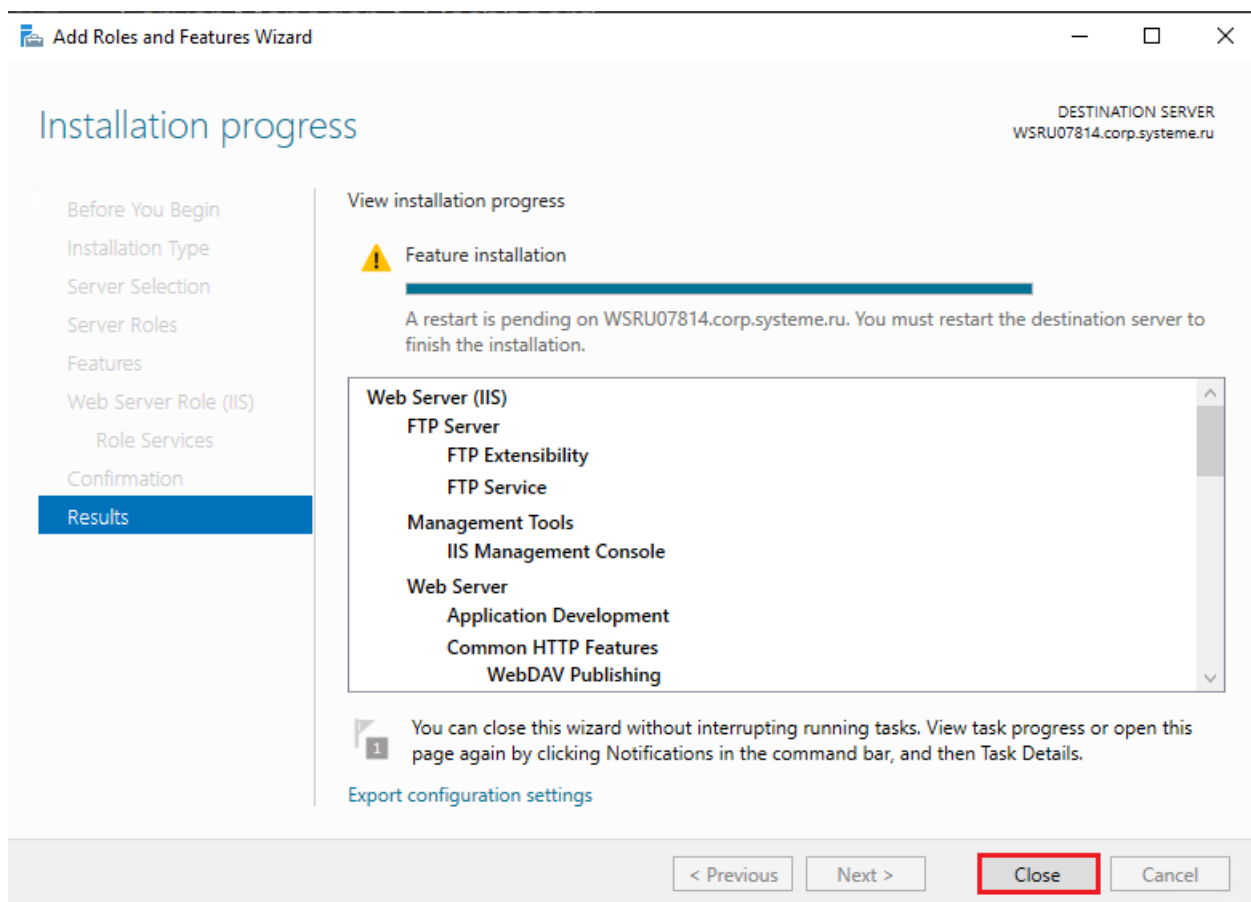 Add Roles and Features Wizard
Installation progress
DESTINATION SERVER
WSRU07814.corp.systeme.ru
Before You Begin
Installation Type
Server Selection
Server Roles
Features
Web Server Role (IIS)
Role Services
Confirmation
Results
View installation progress
Feature installation
A restart is pending on WSRU07814.corp.systeme.ru. You must restart the destination server to
finish the installation.
Web Server (IIS)
FTP Server
FTP Extensibility
FTP Service
Management Tools
IIS Management Console
Web Server
Application Development
Common HTTP Features
WebDAV Publishing
1
You can close this wizard without interrupting running tasks. View task progress or open this
page again by clicking Notifications in the command bar, and then Task Details.
Export configuration settings
< Previous
Next >
Close
Cancel